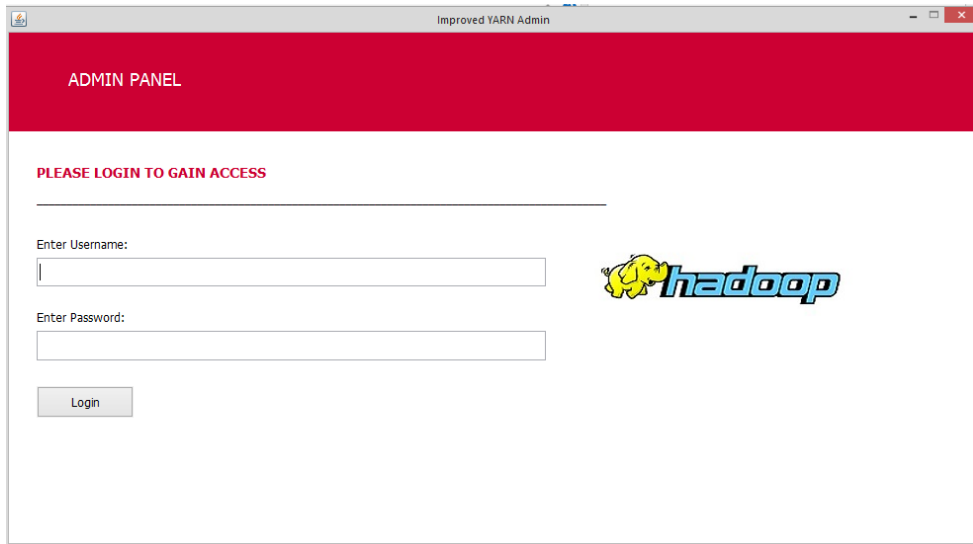 Improved YARN Admin
ADMIN PANEL
PLEASE LOGIN TO GAIN ACCESS
Enter Username:
hadoop
Enter Password:
Login